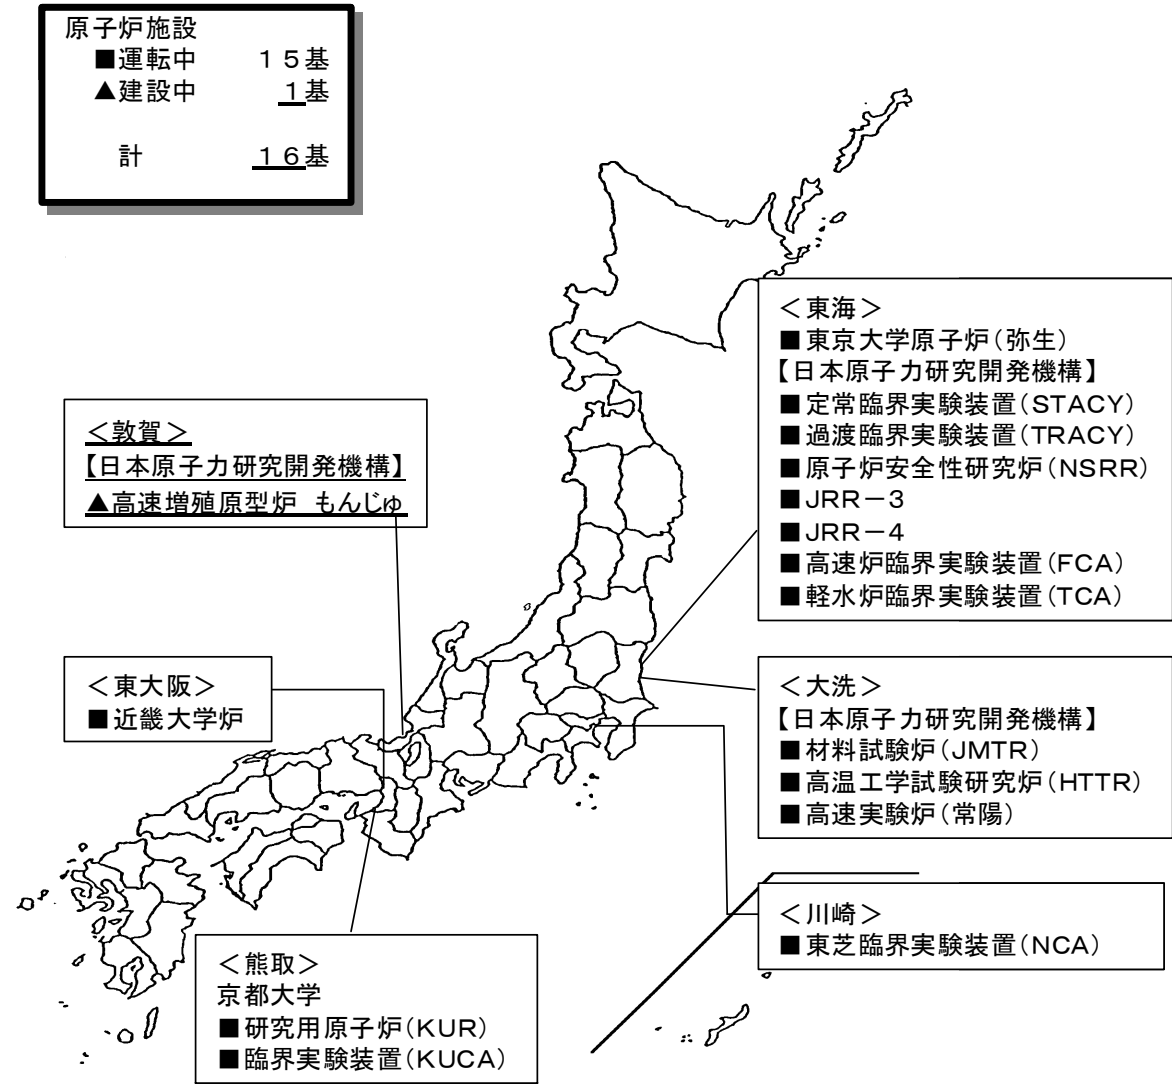 原子炉施設
■運転中 15基
▲建設中 1基
計 16基
<東海>
■東京大学原子炉(弥生)
【日本原子力研究開発機構】
■定常臨界実験装置(STACY)
■過渡臨界実験装置(TRACY)
■原子炉安全性研究炉(NSRR)
■JRR-3
■JRR-4
■高速炉臨界実験装置(FCA)
■軽水炉臨界実験装置(TCA)
<敦賀>
【日本原子力研究開発機構】
▲高速増殖原型炉 もんじゅ
<東大阪>
■近畿大学炉
<大洗>
【日本原子力研究開発機構】
■材料試験炉(JMTR)
■高温工学試験研究炉(HTTR)
■高速実験炉(常陽)
<川崎>
■東芝臨界実験装置(NCA)
<熊取>
京都大学
■研究用原子炉(KUR)
■臨界実験装置(KUCA)